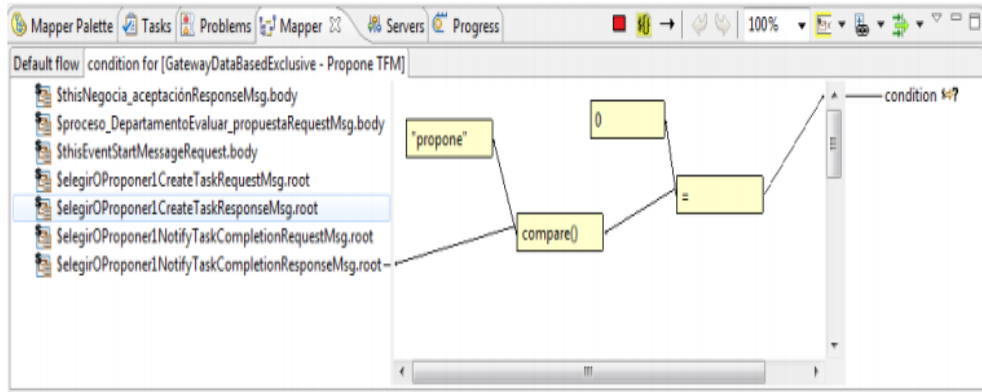 Mapper Palette Tasks Problems Mapper Servers Progress 100%
Default flow condition for [GatewayDataBasedExclusive - Propone TFM]
$thisNegocia_aceptaciónResponseMsg.body
$proceso_DepartamentoEvaluar_propuestaRequestMsg.body
$thisEventStartMessageRequest.body
$elegirOProponer1CreateTaskRequestMsg.root
$elegirOProponer1CreateTaskResponseMsg.root
$elegirOProponer1NotifyTaskCompletionRequestMsg.root
$elegirOProponer1NotifyTaskCompletionResponseMsg.root
"propone"
0
compare()
=
condition